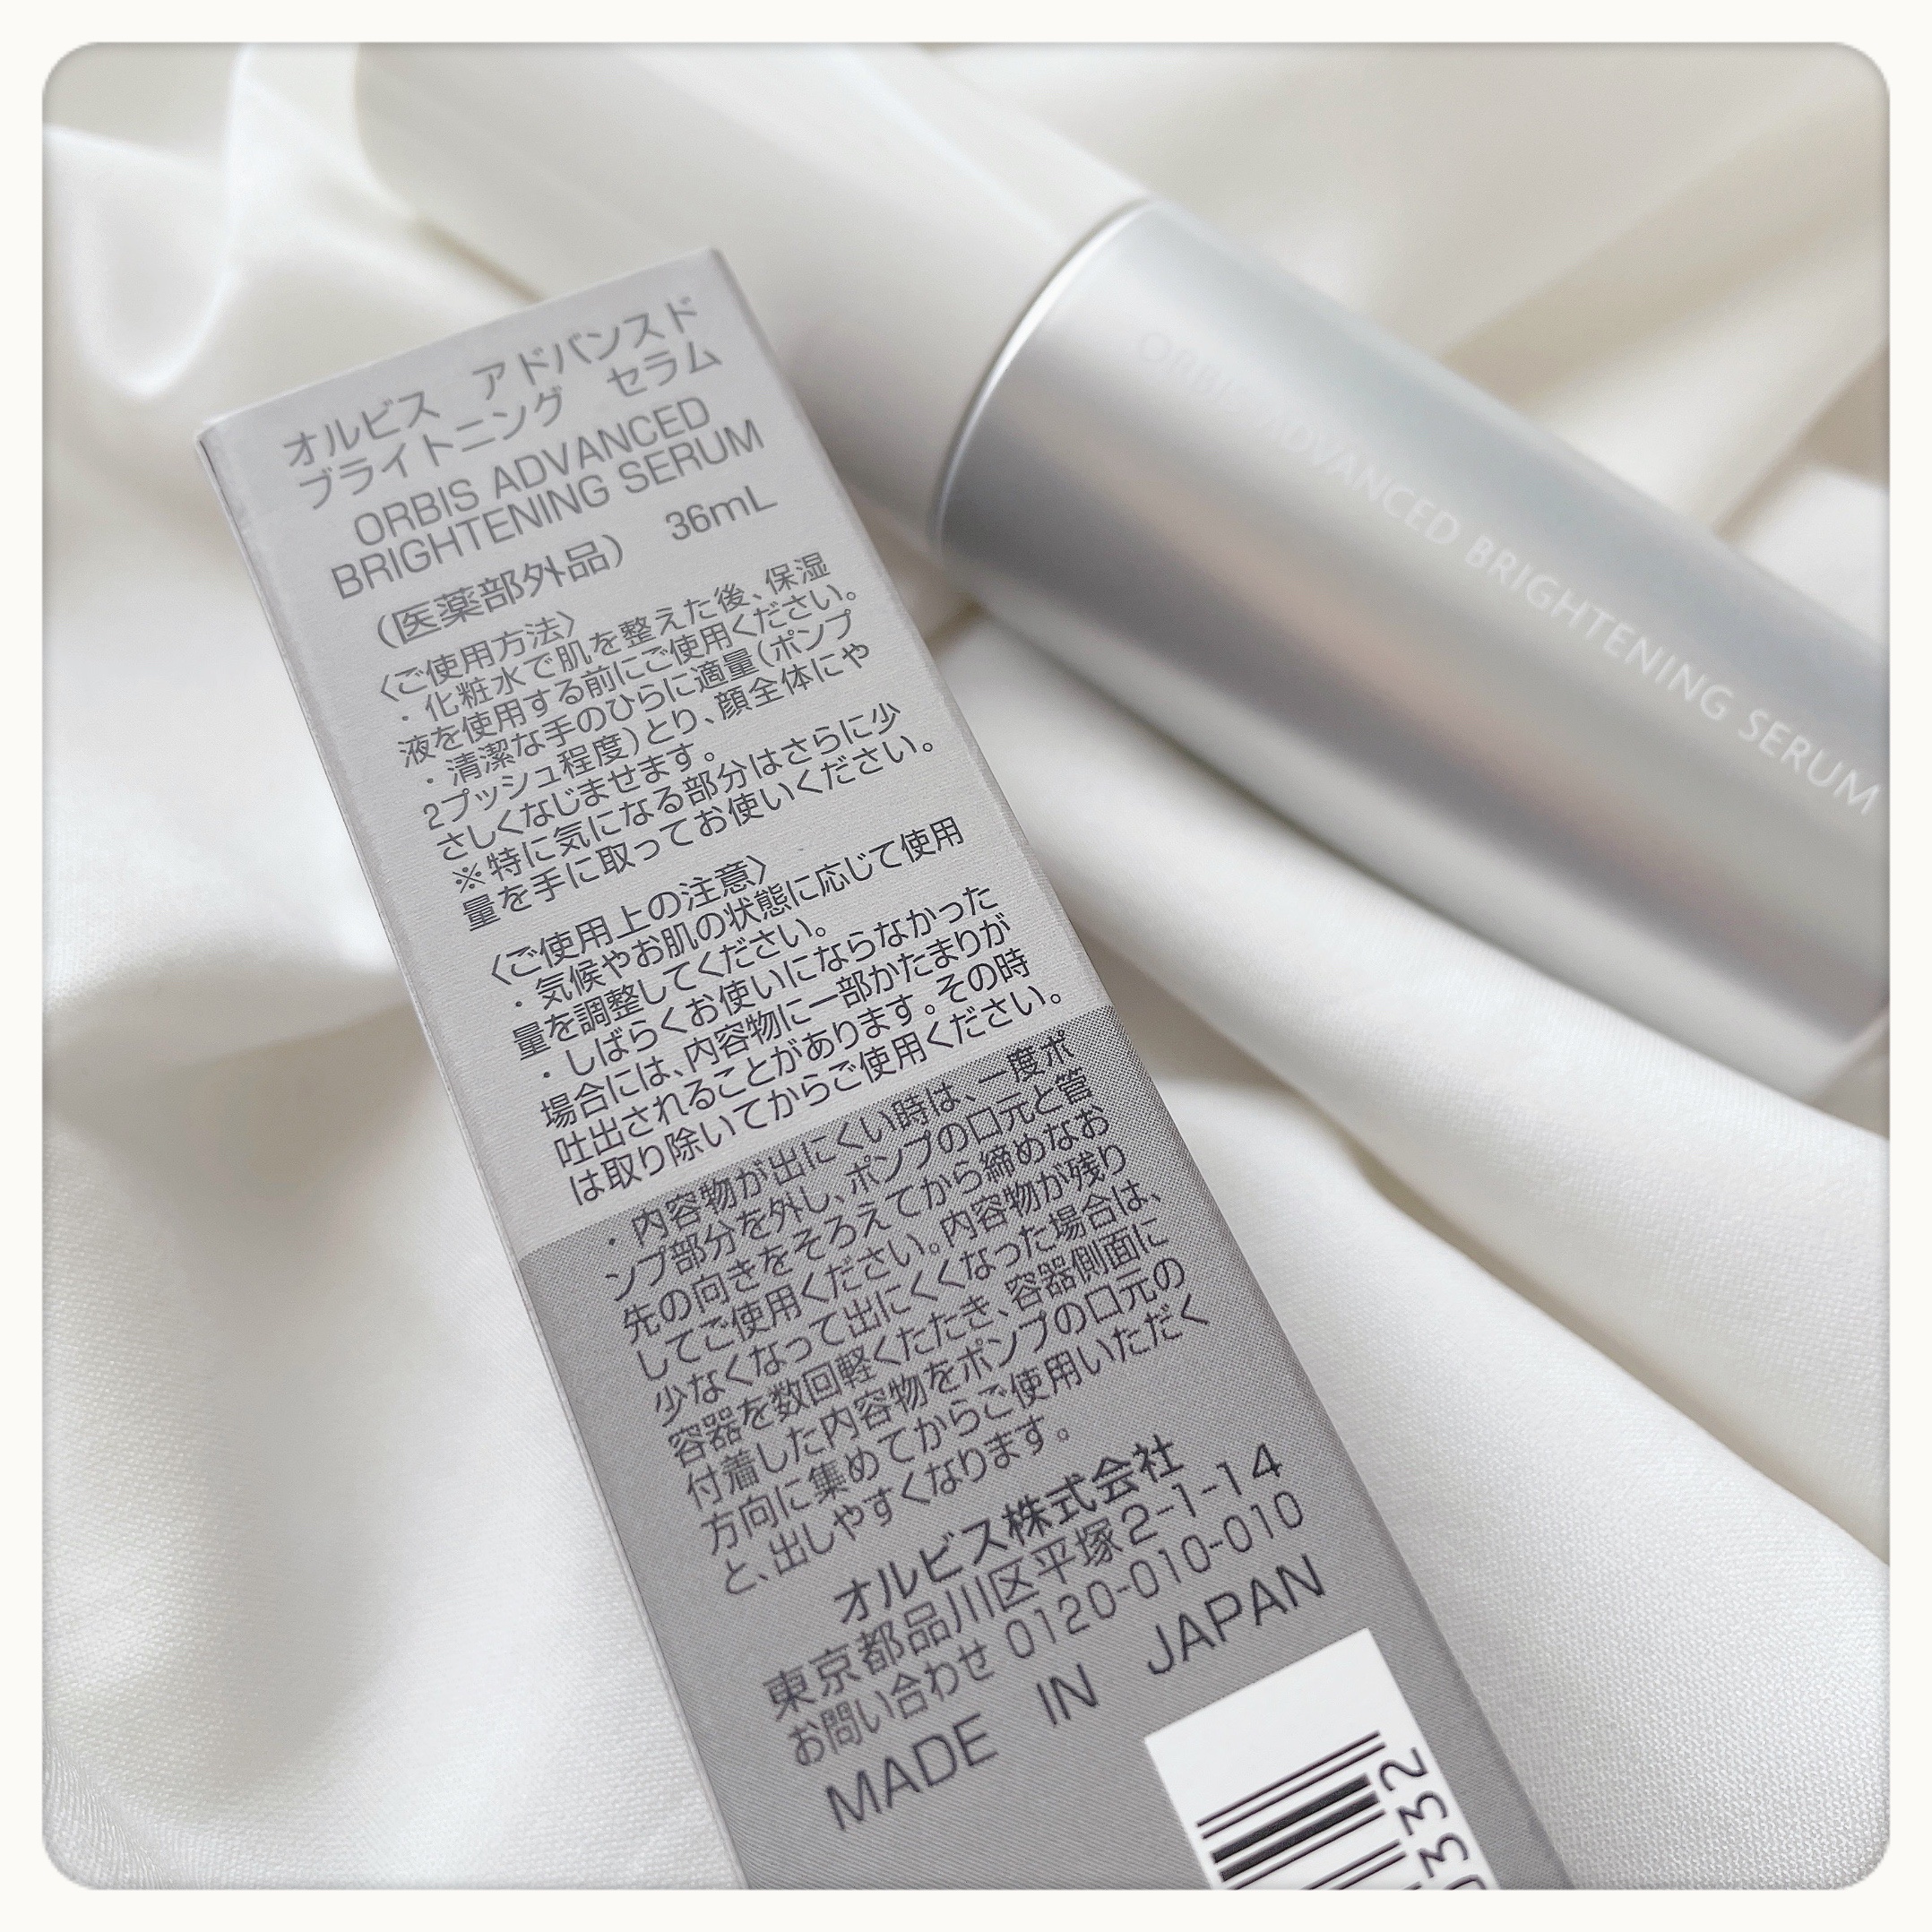 オルビス アドバンスド
ブライトニング セラム
ORBIS ADVANCED
BRIGHTENING SERUM
(医薬部外品) 36mL
〈ご使用方法〉
・化粧水で肌を整えた後、保湿
液を使用する前にご使用ください。
・清潔な手のひらに適量(ポンプ
2プッシュ程度)とり、顔全体にや
さしくなじませます。
※特に気になる部分はさらに少
量を手に取ってお使いください。
〈ご使用上の注意〉
・気候やお肌の状態に応じて使用
量を調整してください。
・しばらくお使いにならなかった
場合には、内容物に一部かたまりが
吐出されることがあります。その時
は取り除いてからご使用ください。
・内容物が出にくい時は、一度ポ
ンプ部分を外し、ポンプの口元と管
先の向きをそろえてから締めなお
してご使用ください。内容物が残り
少なくなって出にくくなった場合は、
容器を数回軽くたたき、容器側面に
付着した内容物をポンプの口元の
方向に集めてからご使用いただく
と、出しやすくなります。
オルビス株式会社
東京都品川区平塚2-1-14
お問い合わせ 0120-010-010
MADE IN JAPAN
332
ORBIS ADVANCED BRIGHTENING SERUM